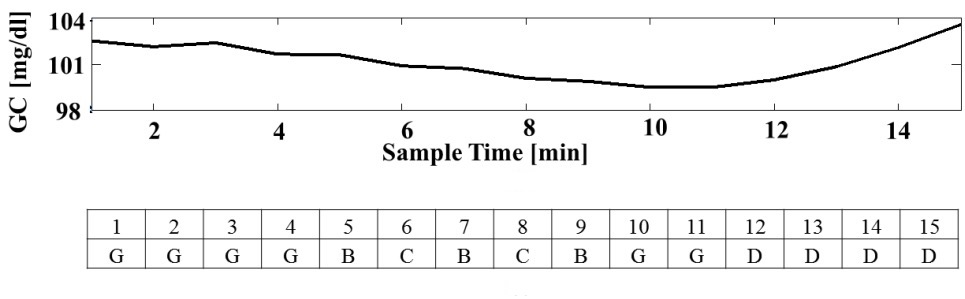 104
GC [mg/dl]
101
98
2 4 6 8 10 12 14
Sample Time [min]
1 2 3 4 5 6 7 8 9 10 11 12 13 14 15
G G G G B C B C B G G D D D D